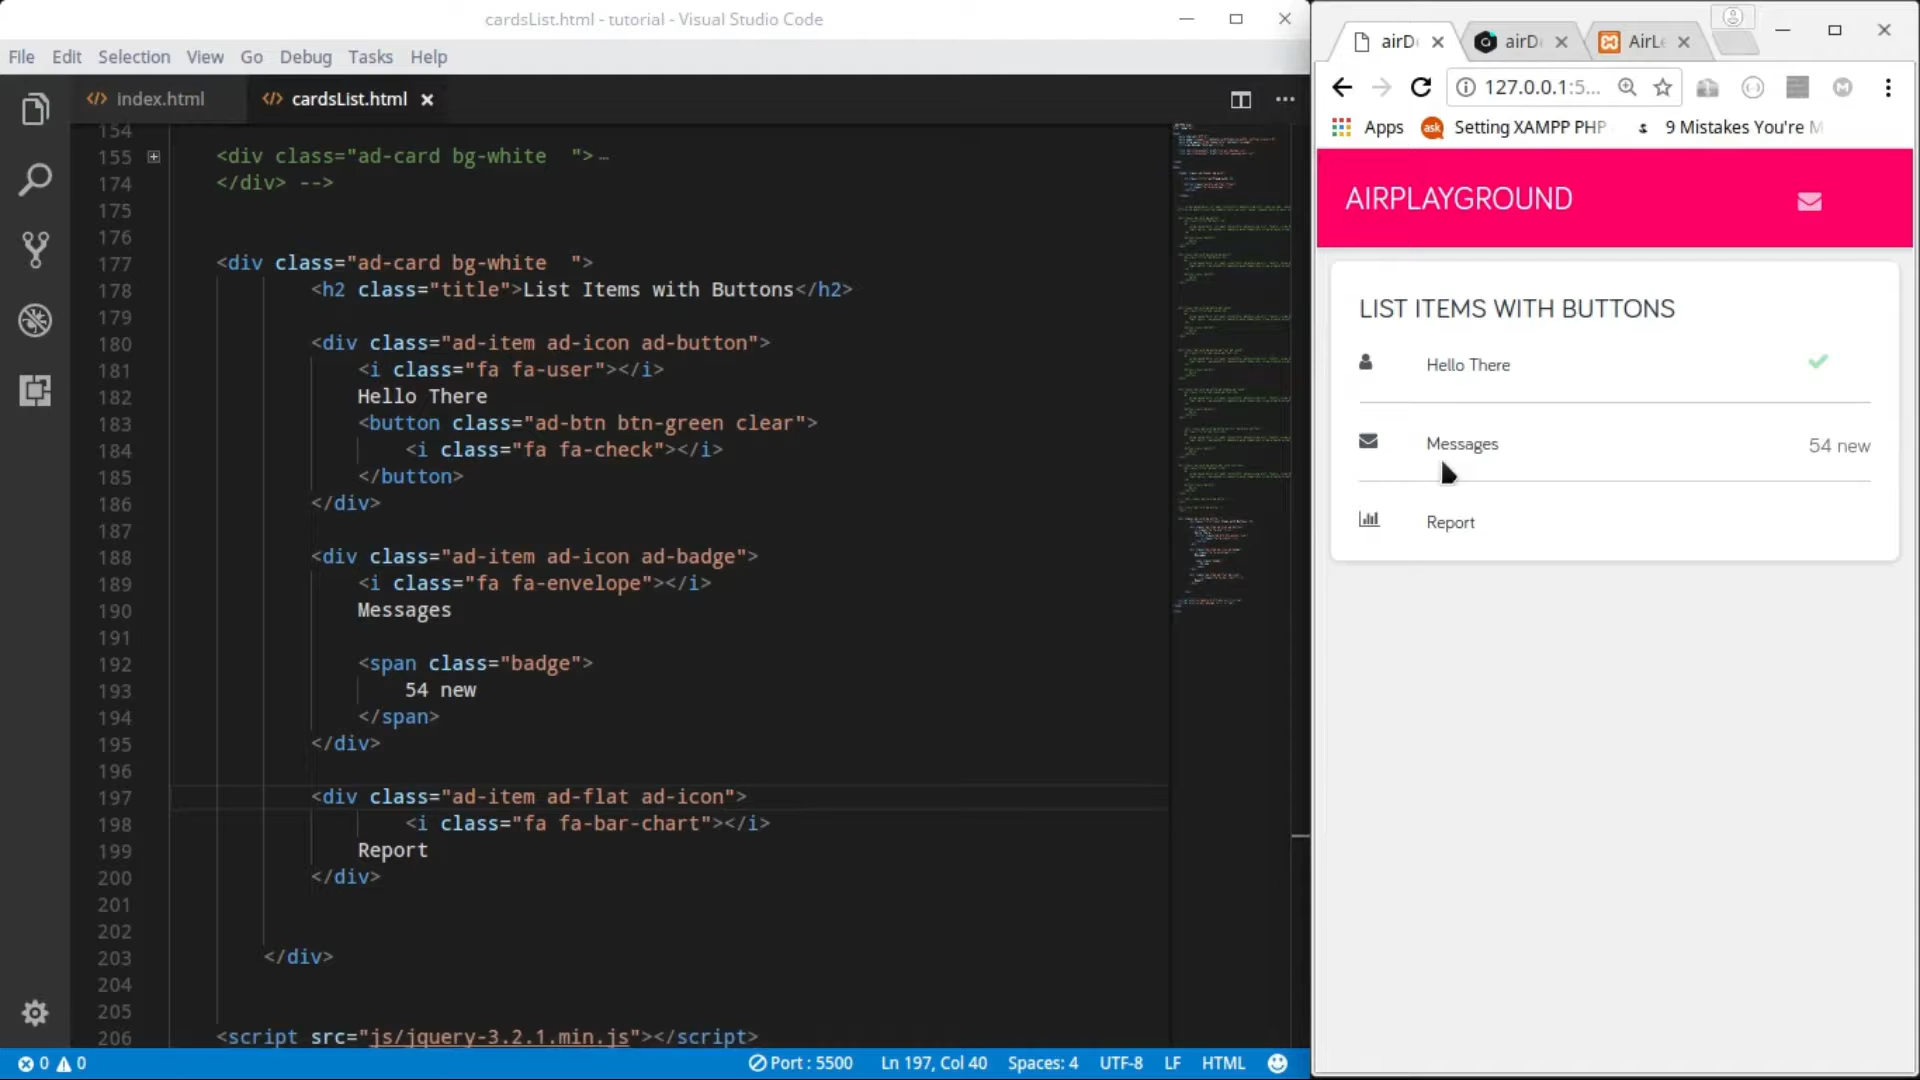 cardsList.html - tutorial - Visual Studio Code
File Edit Selection View Go Debug Tasks Help
index.html
cardsList.html
154
155 <div class="ad-card bg-white  ">
174 </div> -->
175
176
177 <div class="ad-card bg-white  ">
178 <h2 class="title">List Items with Buttons</h2>
179
180 <div class="ad-item ad-icon ad-button">
181 <i class="fa fa-user"></i>
182 Hello There
183 <button class="ad-btn btn-green clear">
184 <i class="fa fa-check"></i>
185 </button>
186 </div>
187
188 <div class="ad-item ad-icon ad-badge">
189 <i class="fa fa-envelope"></i>
190 Messages
191
192 <span class="badge">
193 54 new
194 </span>
195 </div>
196
197 <div class="ad-item ad-flat ad-icon">
198 <i class="fa fa-bar-chart"></i>
199 Report
200 </div>
201
202
203 </div>
204
205
206 <script src="js/jquery-3.2.1.min.js"></script>
0 0 Port : 5500 Ln 197, Col 40 Spaces: 4 UTF-8 LF HTML
airD airD AirLe
127.0.0.1:5...
Apps ask Setting XAMPP PHP 9 Mistakes You're M
AIRPLAYGROUND
LIST ITEMS WITH BUTTONS
Hello There
Messages 54 new
Report